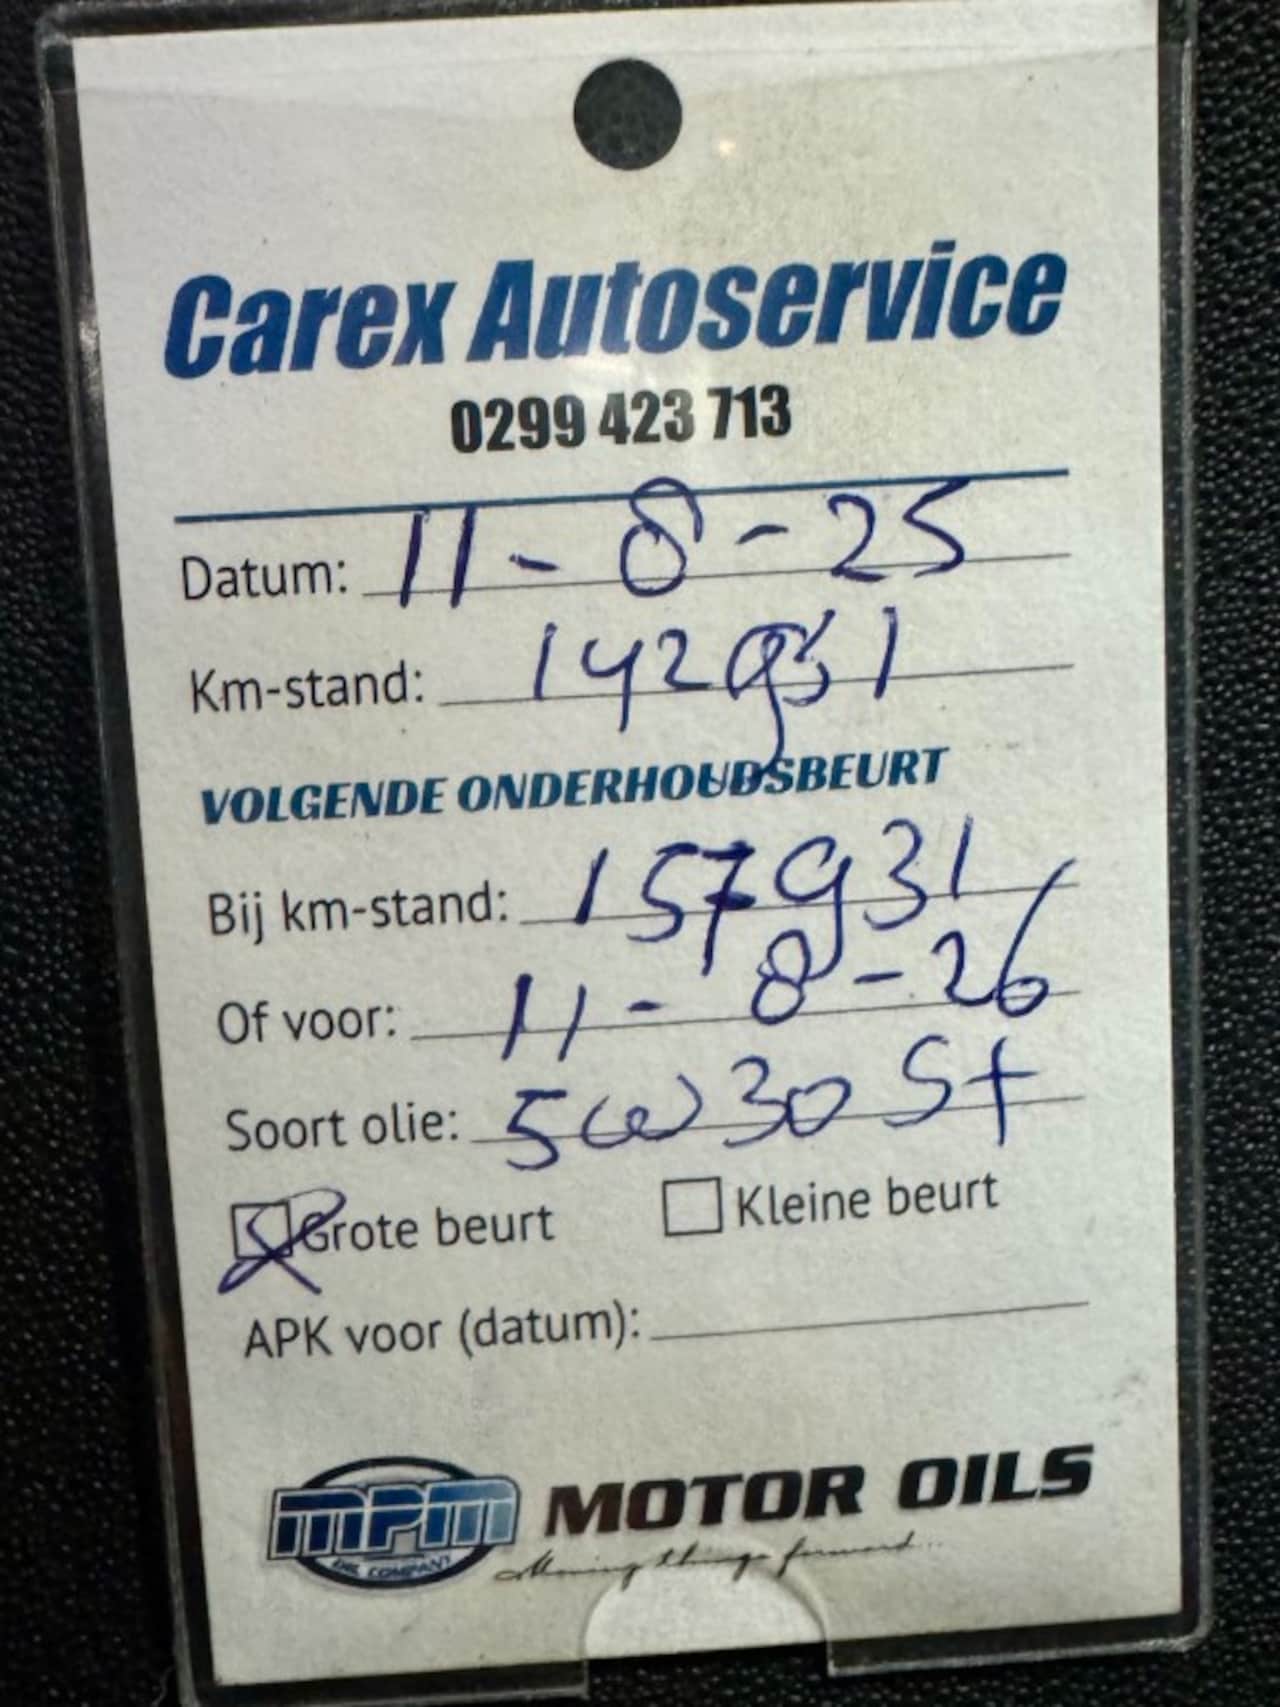 Carex Autoservice
0299 423 713
Datum: 11-8-25
Km-stand: 142931
VOLGENDE ONDERHOUDSBEURT
Bij km-stand: 157931
Of voor: 11-8-26
Soort olie: 5w30 St
Grote beurt Kleine beurt
APK voor (datum):
mpm MOTOR OILS
OIL COMPANY Moving things forward...